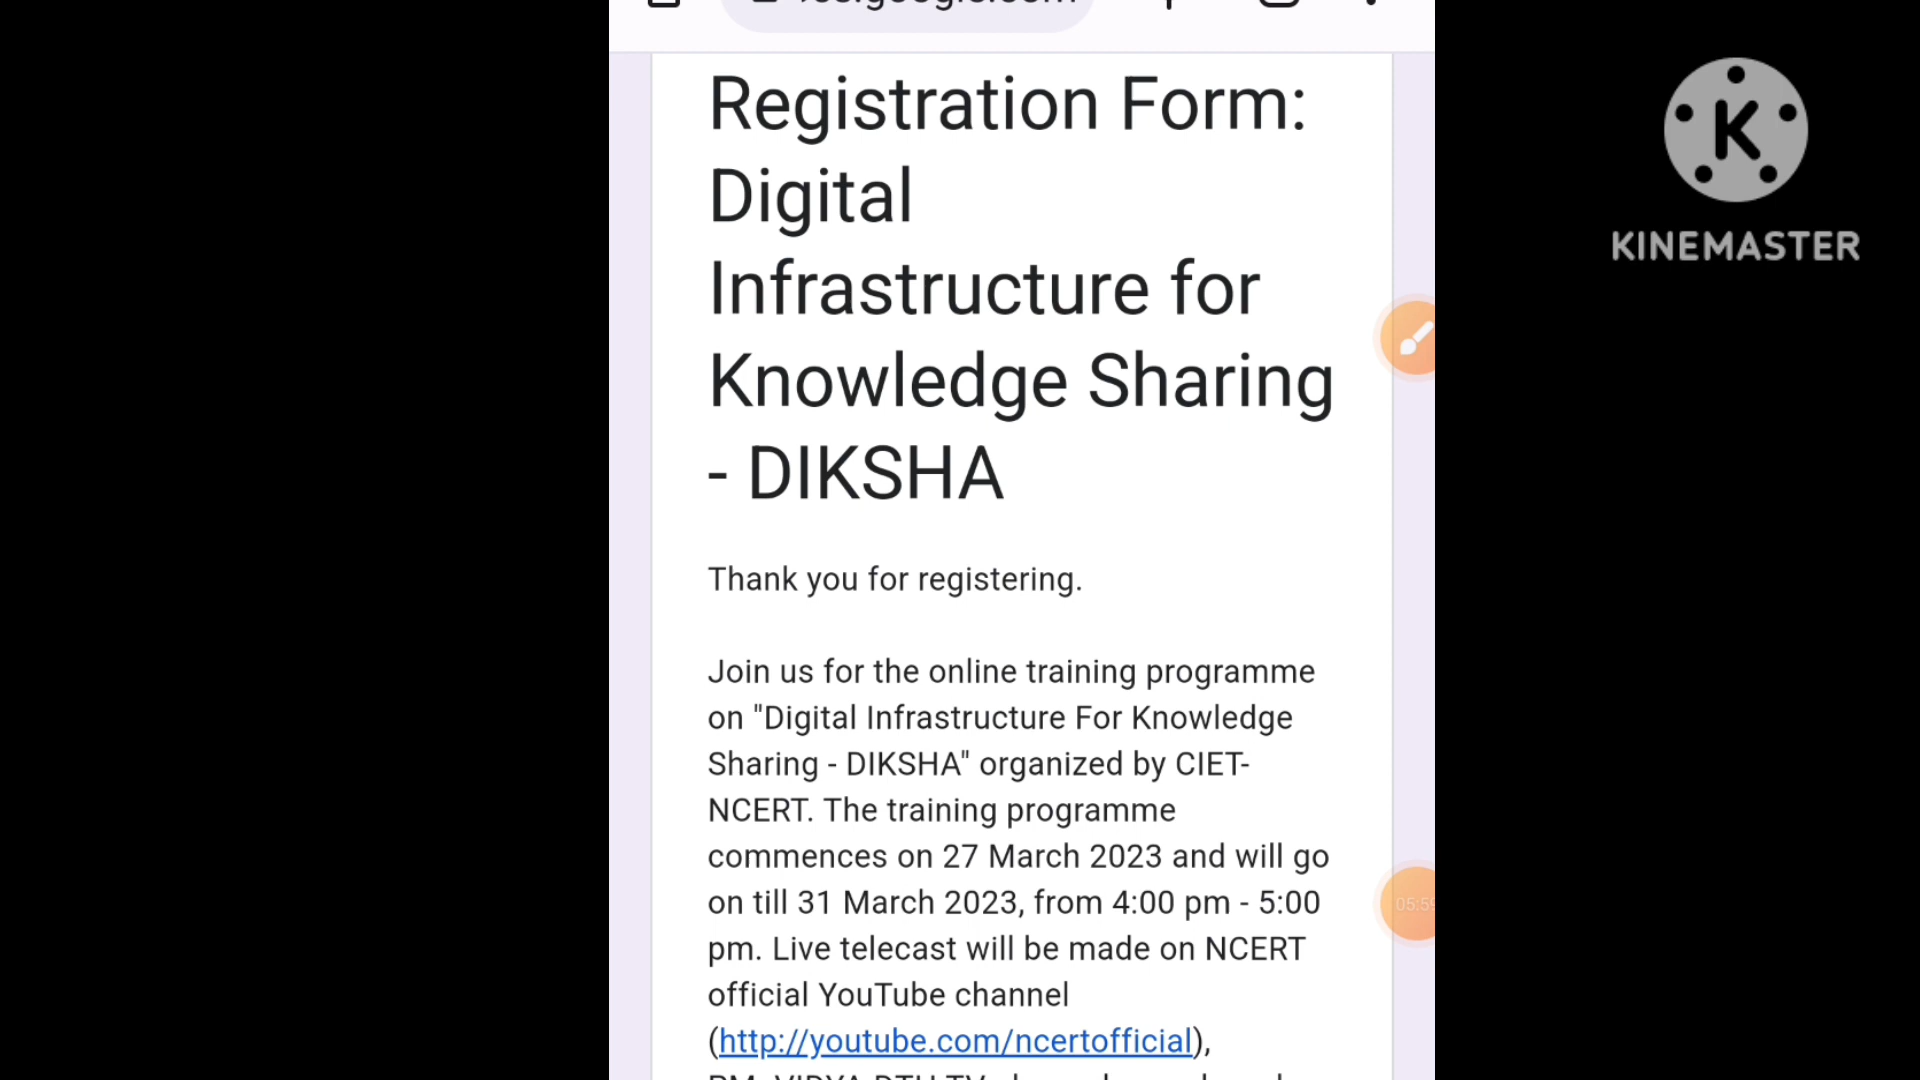 Registration Form:
Digital
Infrastructure for
Knowledge Sharing
- DIKSHA
Thank you for registering.
Join us for the online training programme
on "Digital Infrastructure For Knowledge
Sharing - DIKSHA" organized by CIET-
NCERT. The training programme
commences on 27 March 2023 and will go
on till 31 March 2023, from 4:00 pm - 5:00
pm. Live telecast will be made on NCERT
official YouTube channel
(http://youtube.com/ncertofficial),
K
KINEMASTER
05:59